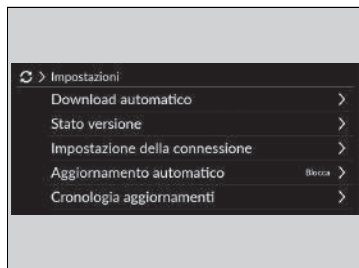 Impostazioni
Download automatico
Stato versione
Impostazione della connessione
Aggiornamento automatico Blocca
Cronologia aggiornamenti